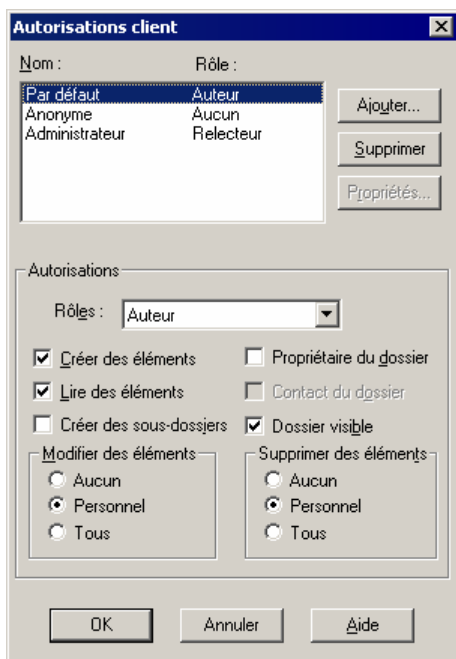 Autorisations client
Nom : Rôle :
Par défaut Auteur
Anonyme Aucun
Administrateur Relecteur
Ajouter...
Supprimer
Propriétés...
Autorisations
Rôles : Auteur
Créer des éléments Propriétaire du dossier
Lire des éléments Contact du dossier
Créer des sous-dossiers Dossier visible
Modifier des éléments Supprimer des éléments
Aucun Aucun
Personnel Personnel
Tous Tous
OK Annuler Aide